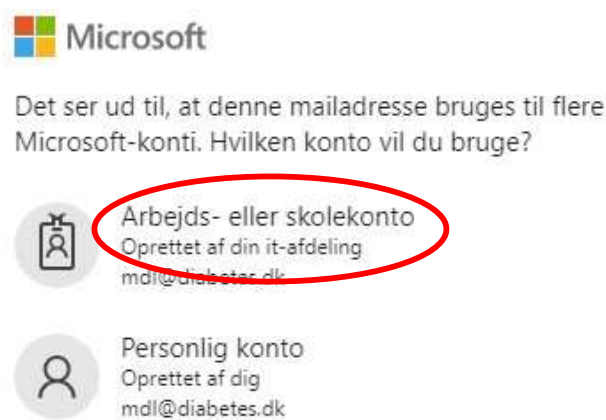 Microsoft
Det ser ud til, at denne mailadresse bruges til flere
Microsoft-konti. Hvilken konto vil du bruge?
Arbejds- eller skolekonto
Oprettet af din it-afdeling
mdl@diabetes.dk
Personlig konto
Oprettet af dig
mdl@diabetes.dk